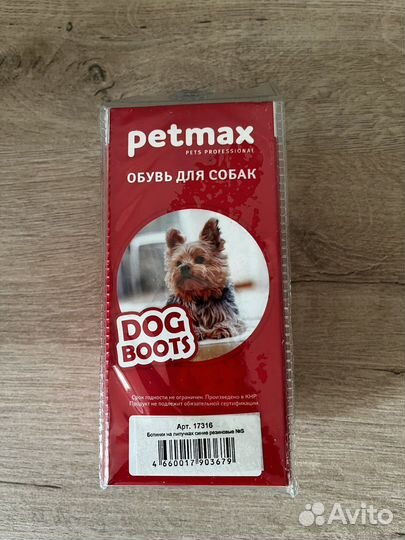 petmax
PETS PROFESSIONAL
ОБУВЬ ДЛЯ СОБАК
DOG
BOOTS
Срок годности не ограничен. Произведено в КНР.
Продукт не подлежит обязательной сертификации.
Арт. 17316
Ботинки на липучках синие резиновые №S
4 660017 903679
Avito